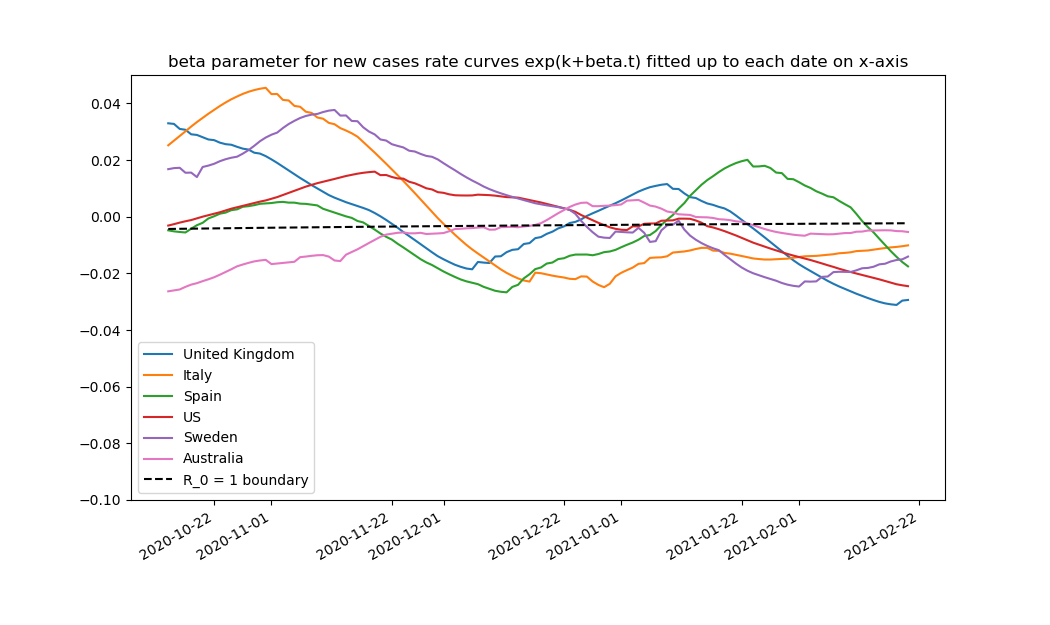 beta parameter for new cases rate curves exp(k+beta.t) fitted up to each date on x-axis
0.04
0.02
0.00
−0.02
−0.04
−0.06
−0.08
−0.10
United Kingdom
Italy
Spain
US
Sweden
Australia
R_0 = 1 boundary
2020-10-22
2020-11-01
2020-11-22
2020-12-01
2020-12-22
2021-01-01
2021-01-22
2021-02-01
2021-02-22